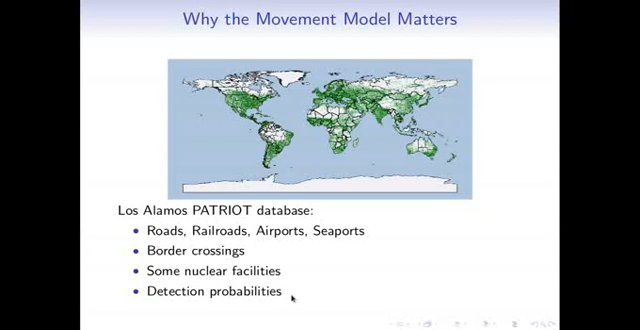 Why the Movement Model Matters
Los Alamos PATRIOT database:
• Roads, Railroads, Airports, Seaports
• Border crossings
• Some nuclear facilities
• Detection probabilities